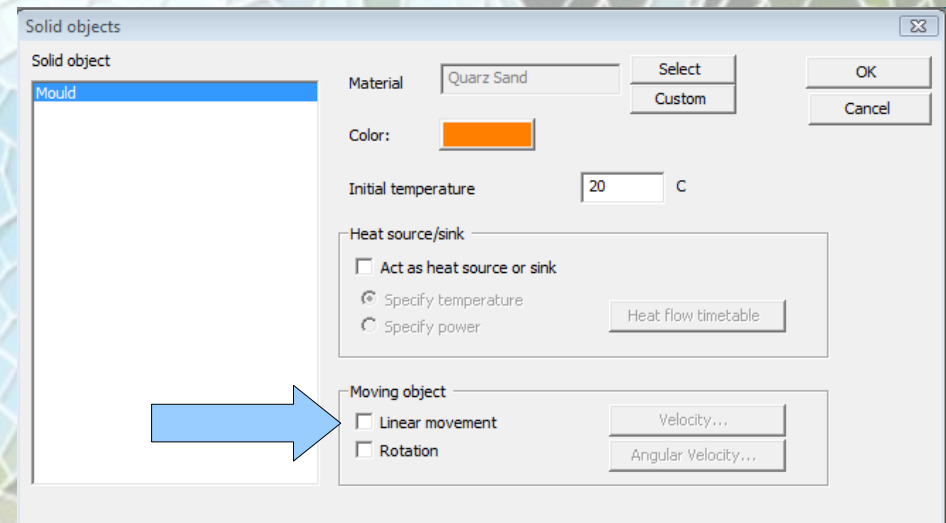 Solid objects
Solid object
Mould
Material
Quarz Sand
Select
Custom
OK
Cancel
Color:
Initial temperature
20
C
Heat source/sink
Act as heat source or sink
Specify temperature
Specify power
Heat flow timetable
Moving object
Linear movement
Velocity...
Rotation
Angular Velocity...